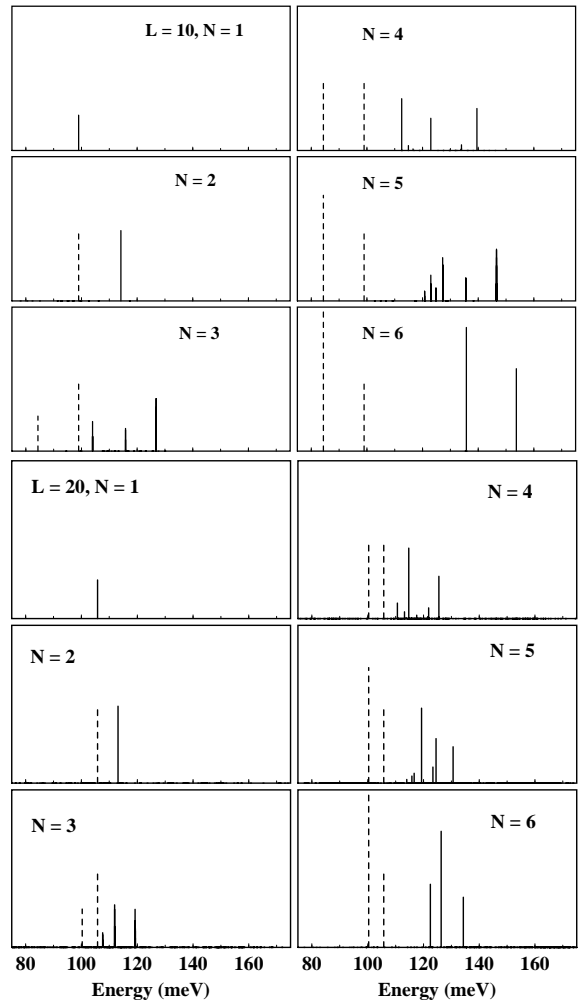 L = 10, N = 1
N = 4
N = 2
N = 5
N = 3
N = 6
L = 20, N = 1
N = 4
N = 2
N = 5
N = 3
N = 6
80 100 120 140 160
80 100 120 140 160
Energy (meV)
Energy (meV)